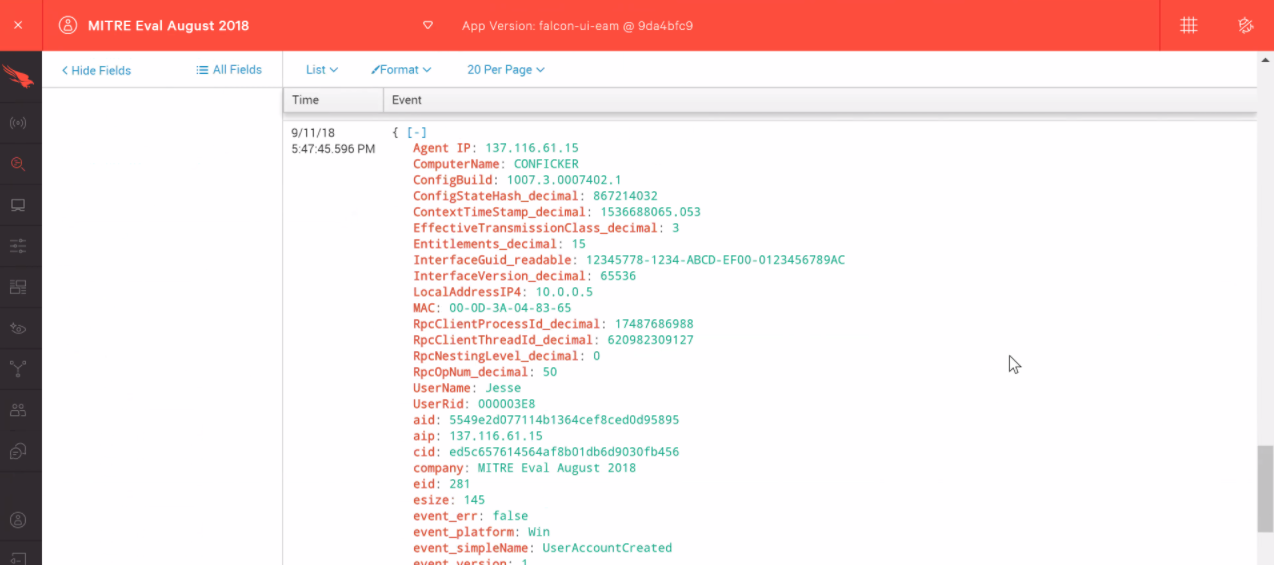 MITRE Eval August 2018
App Version: falcon-ui-eam @ 9da4bfc9
Hide Fields
All Fields
List
Format
20 Per Page
Time
Event
9/11/18
5:47:45.596 PM
{ [-]
Agent IP: 137.116.61.15
ComputerName: CONFICKER
ConfigBuild: 1007.3.0007402.1
ConfigStateHash_decimal: 867214032
ContextTimeStamp_decimal: 1536688065.053
EffectiveTransmissionClass_decimal: 3
Entitlements_decimal: 15
InterfaceGuid_readable: 12345778-1234-ABCD-EF00-0123456789AC
InterfaceVersion_decimal: 65536
LocalAddressIP4: 10.0.0.5
MAC: 00-0D-3A-04-83-65
RpcClientProcessId_decimal: 17487686988
RpcClientThreadId_decimal: 620982309127
RpcNestingLevel_decimal: 0
RpcOpNum_decimal: 50
UserName: Jesse
UserRid: 000003E8
aid: 5549e2d077114b1364cef8ced0d95895
aip: 137.116.61.15
cid: ed5c657614564af8b01db6d9030fb456
company: MITRE Eval August 2018
eid: 281
esize: 145
event_err: false
event_platform: Win
event_simpleName: UserAccountCreated
event_version: 1